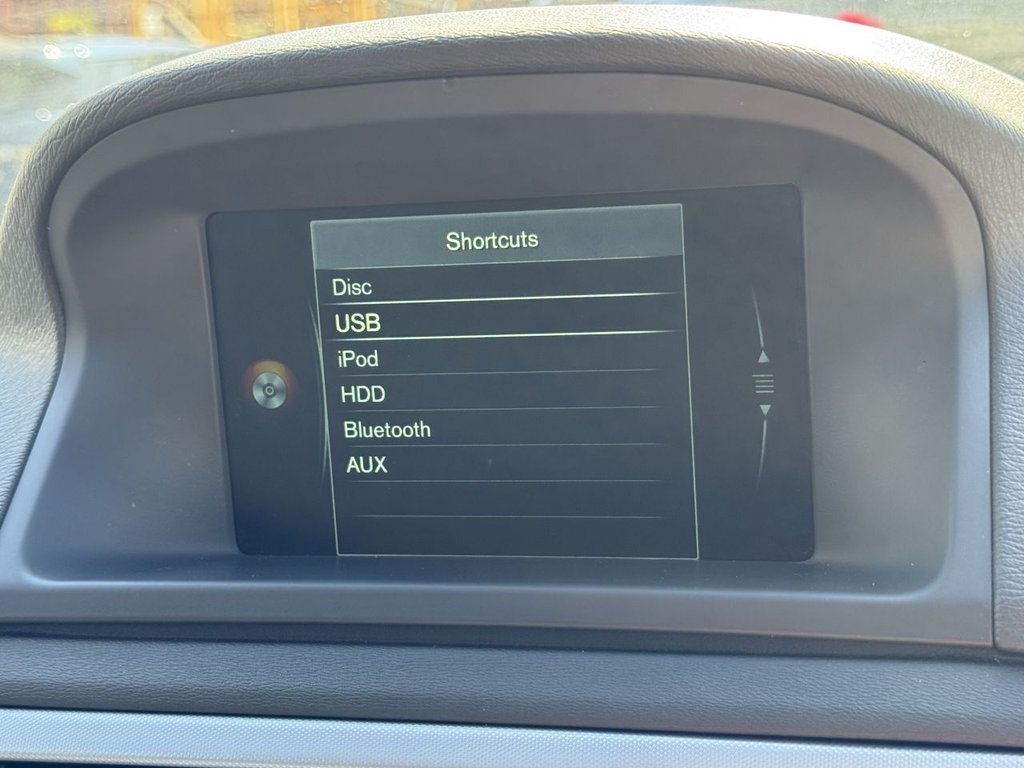 Shortcuts
Disc
USB
iPod
HDD
Bluetooth
AUX